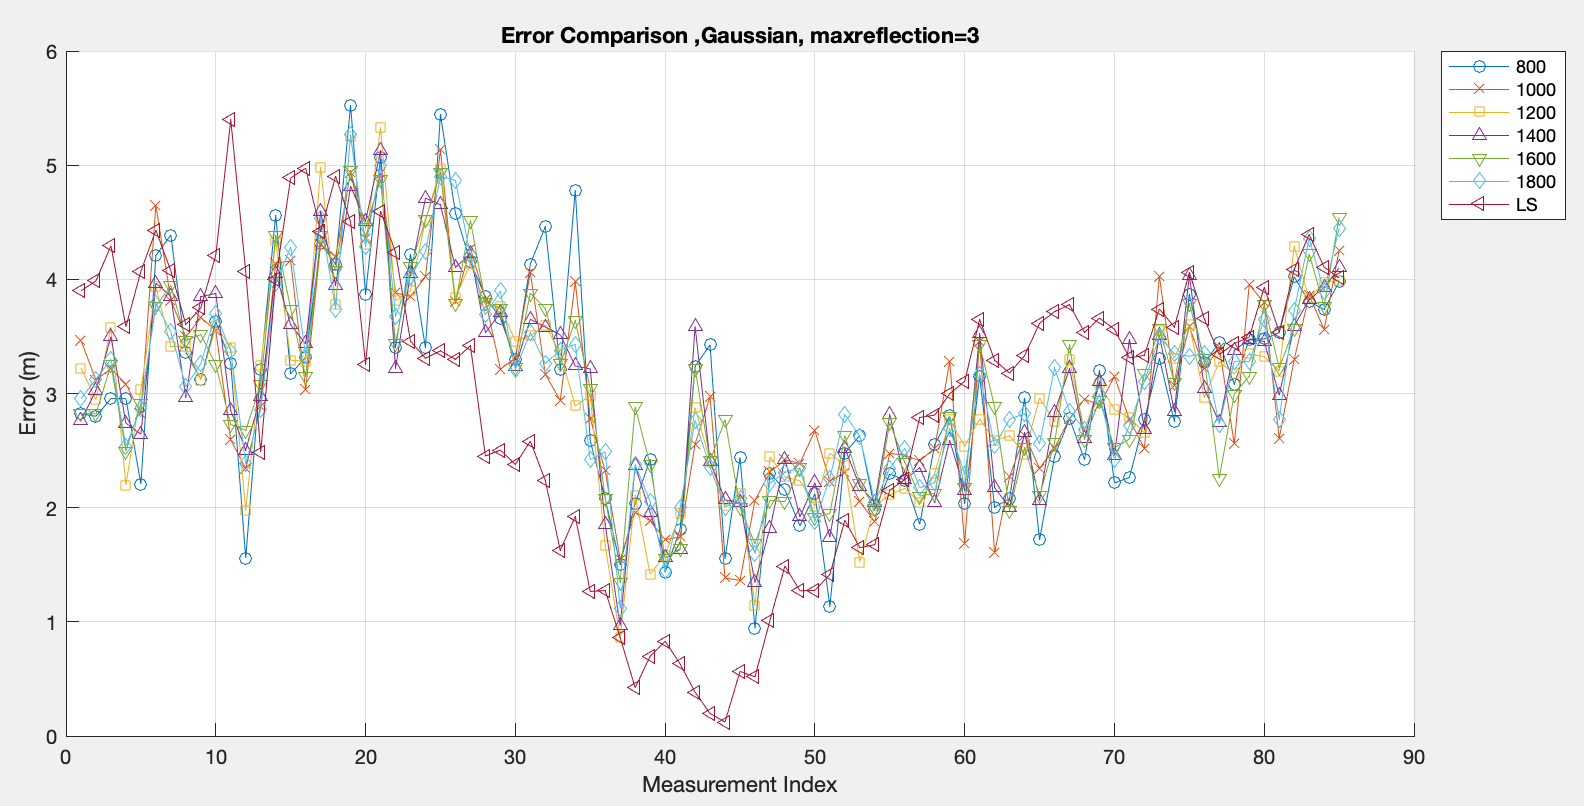 Error Comparison ,Gaussian, maxreflection=3
6
5
4
3
2
1
0
Error (m)
0 10 20 30 40 50 60 70 80 90
Measurement Index
800
1000
1200
1400
1600
1800
LS